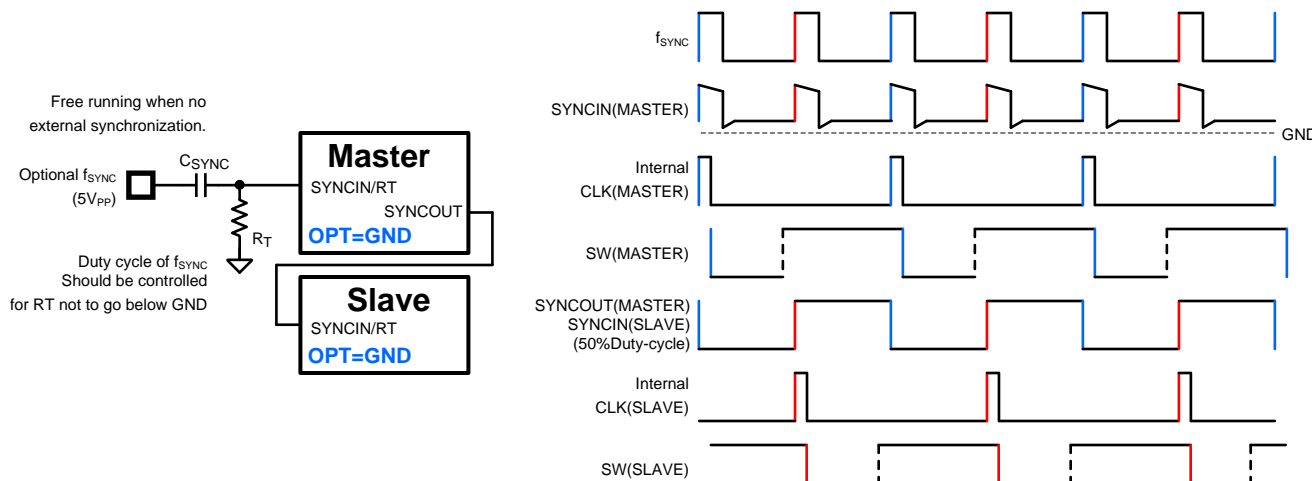 Free running when no
external synchronization.
Optional fSYNC
(5VPP)
CSYNC
RT
Duty cycle of fSYNC
Should be controlled
for RT not to go below GND
Master
SYNCIN/RT
SYNCOUT
OPT=GND
Slave
SYNCIN/RT
OPT=GND
fSYNC
SYNCIN(MASTER)
GND
Internal
CLK(MASTER)
SW(MASTER)
SYNCOUT(MASTER)
SYNCIN(SLAVE)
(50%Duty-cycle)
Internal
CLK(SLAVE)
SW(SLAVE)